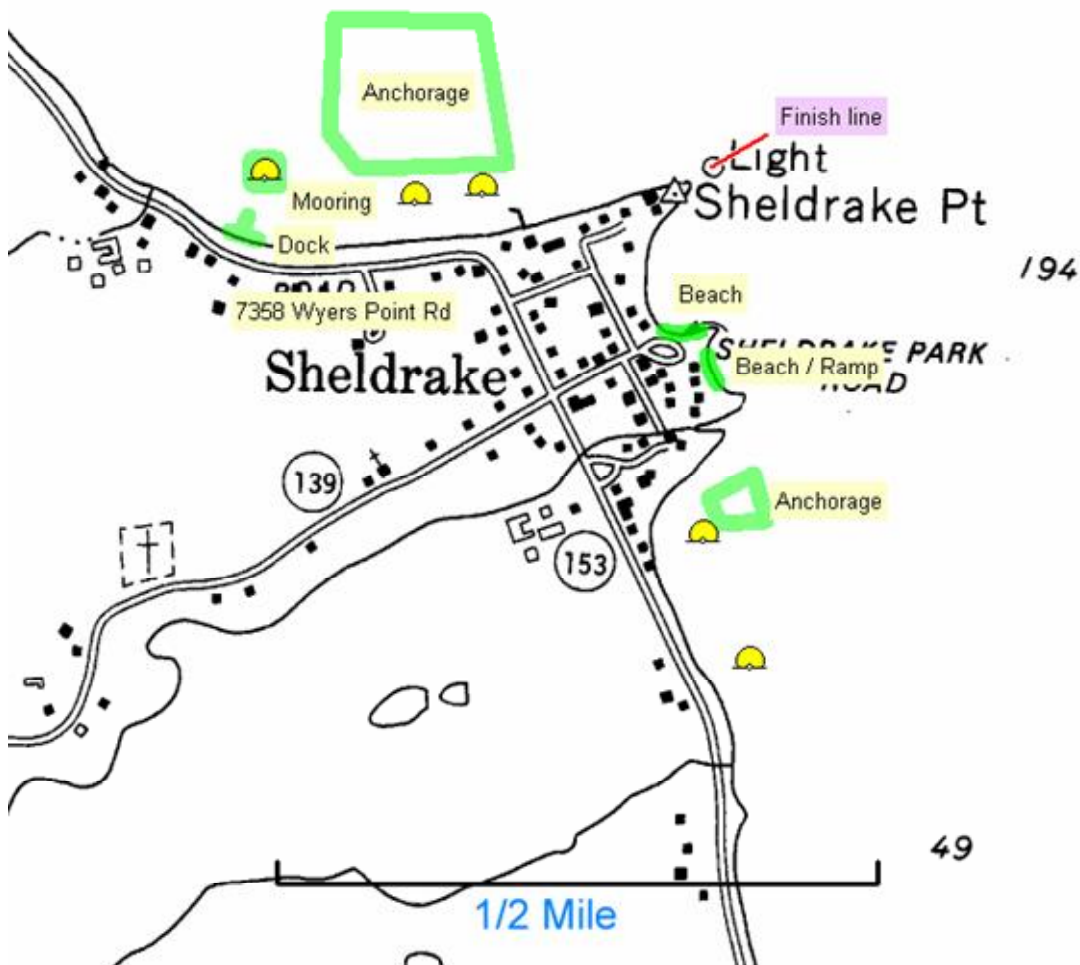 Anchorage
Finish line
Light
Sheldrake Pt
Mooring
Dock
194
Beach
7358 Wyers Point Rd
SHELDRAKE PARK
Beach / Ramp
ROAD
Sheldrake
139
Anchorage
153
49
1/2 Mile